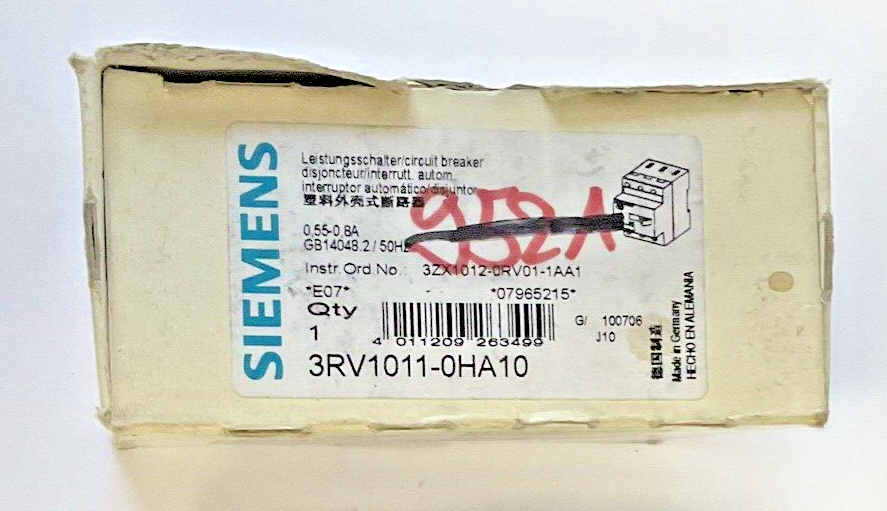 SIEMENS
Leistungsschalter/circuit breaker
disjoncteur/interrutt. autom.
interruptor automático/disjuntor
塑料外壳式断路器
0,55-0,8A
GB14048.2 / 50Hz
952A
Instr.Ord.No.: 3ZX1012-0RV01-1AA1
*E07* *07965215*
Qty
1
4 011209 263499
G/ 100706
J10
3RV1011-0HA10
德国制造
Made in Germany
HECHO EN ALEMANIA